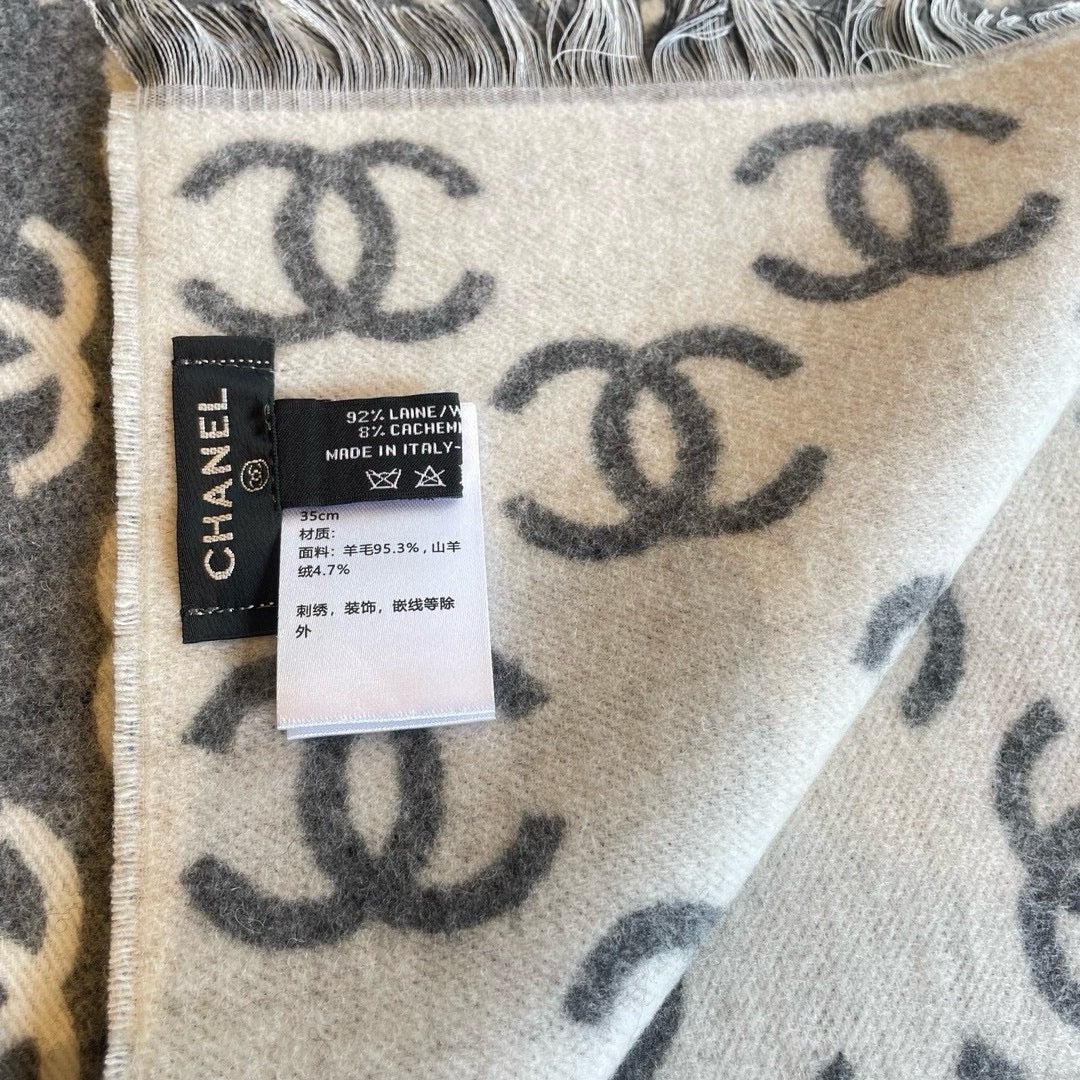 CHANEL
92% LAINE/W
8% CACHEMI
MADE IN ITALY-
35cm
材质:
面料: 羊毛95.3%, 山羊
绒4.7%
刺绣, 装饰, 嵌线等除
外